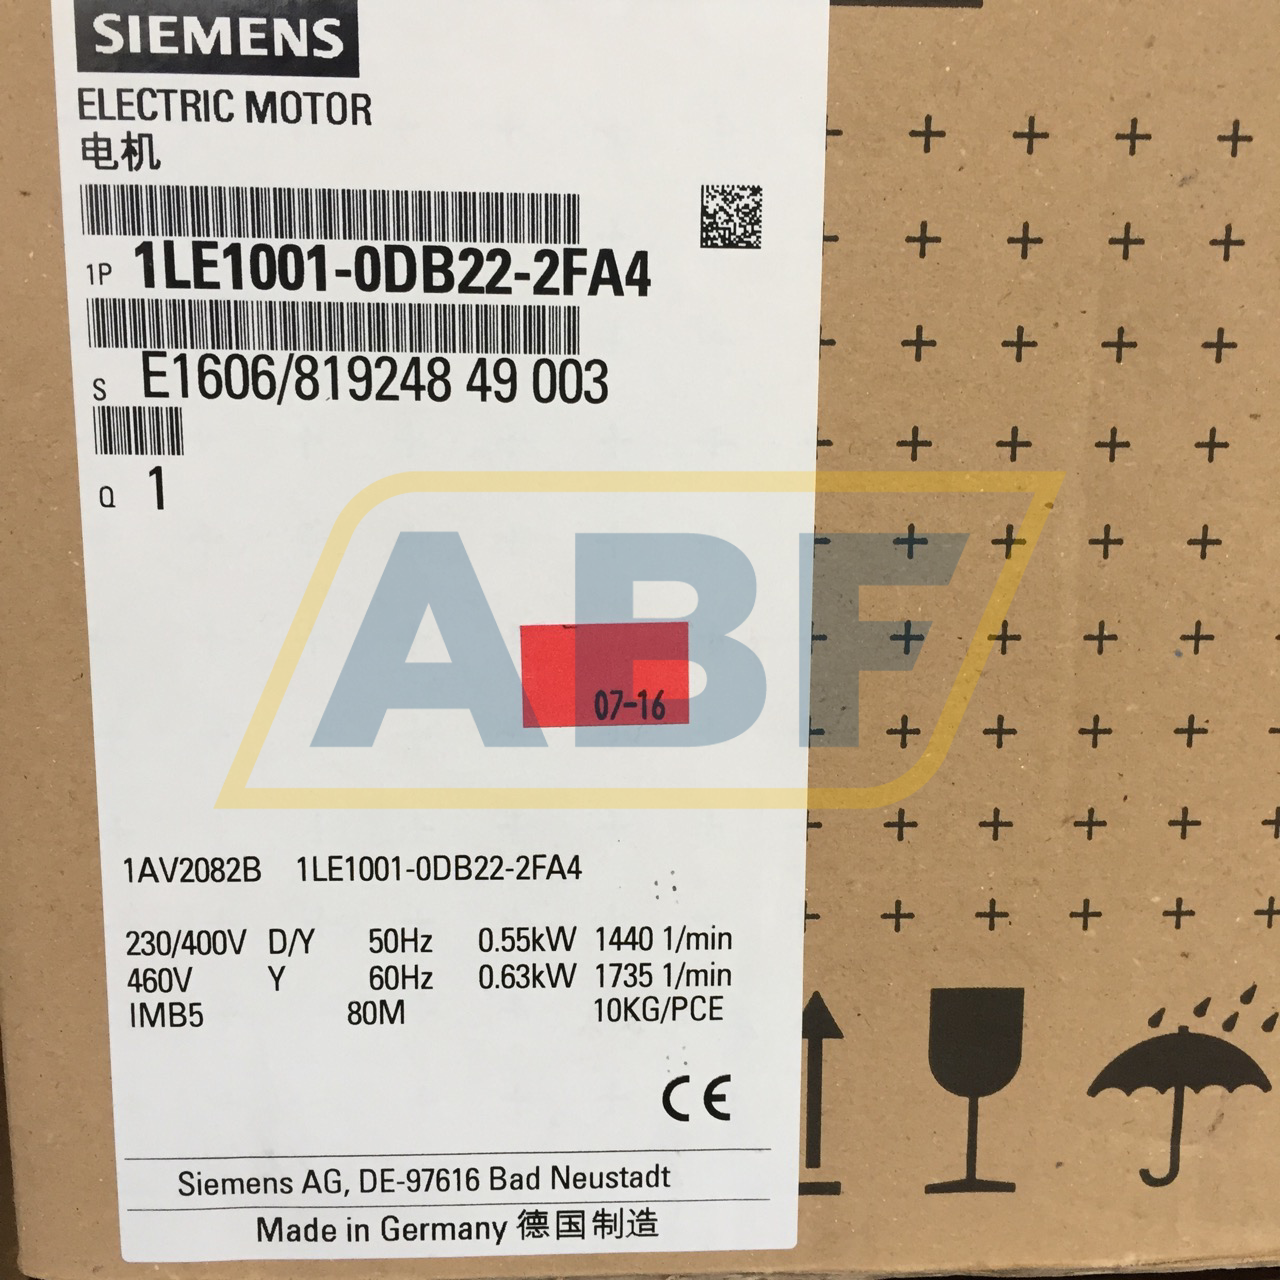 SIEMENS
ELECTRIC MOTOR
电机
1P 1LE1001-0DB22-2FA4
S E1606/819248 49 003
Q 1
ABF
07-16
1AV2082B 1LE1001-0DB22-2FA4
230/400V D/Y 50Hz 0.55kW 1440 1/min
460V Y 60Hz 0.63kW 1735 1/min
IMB5 80M 10KG/PCE
CE
Siemens AG, DE-97616 Bad Neustadt
Made in Germany 德国制造